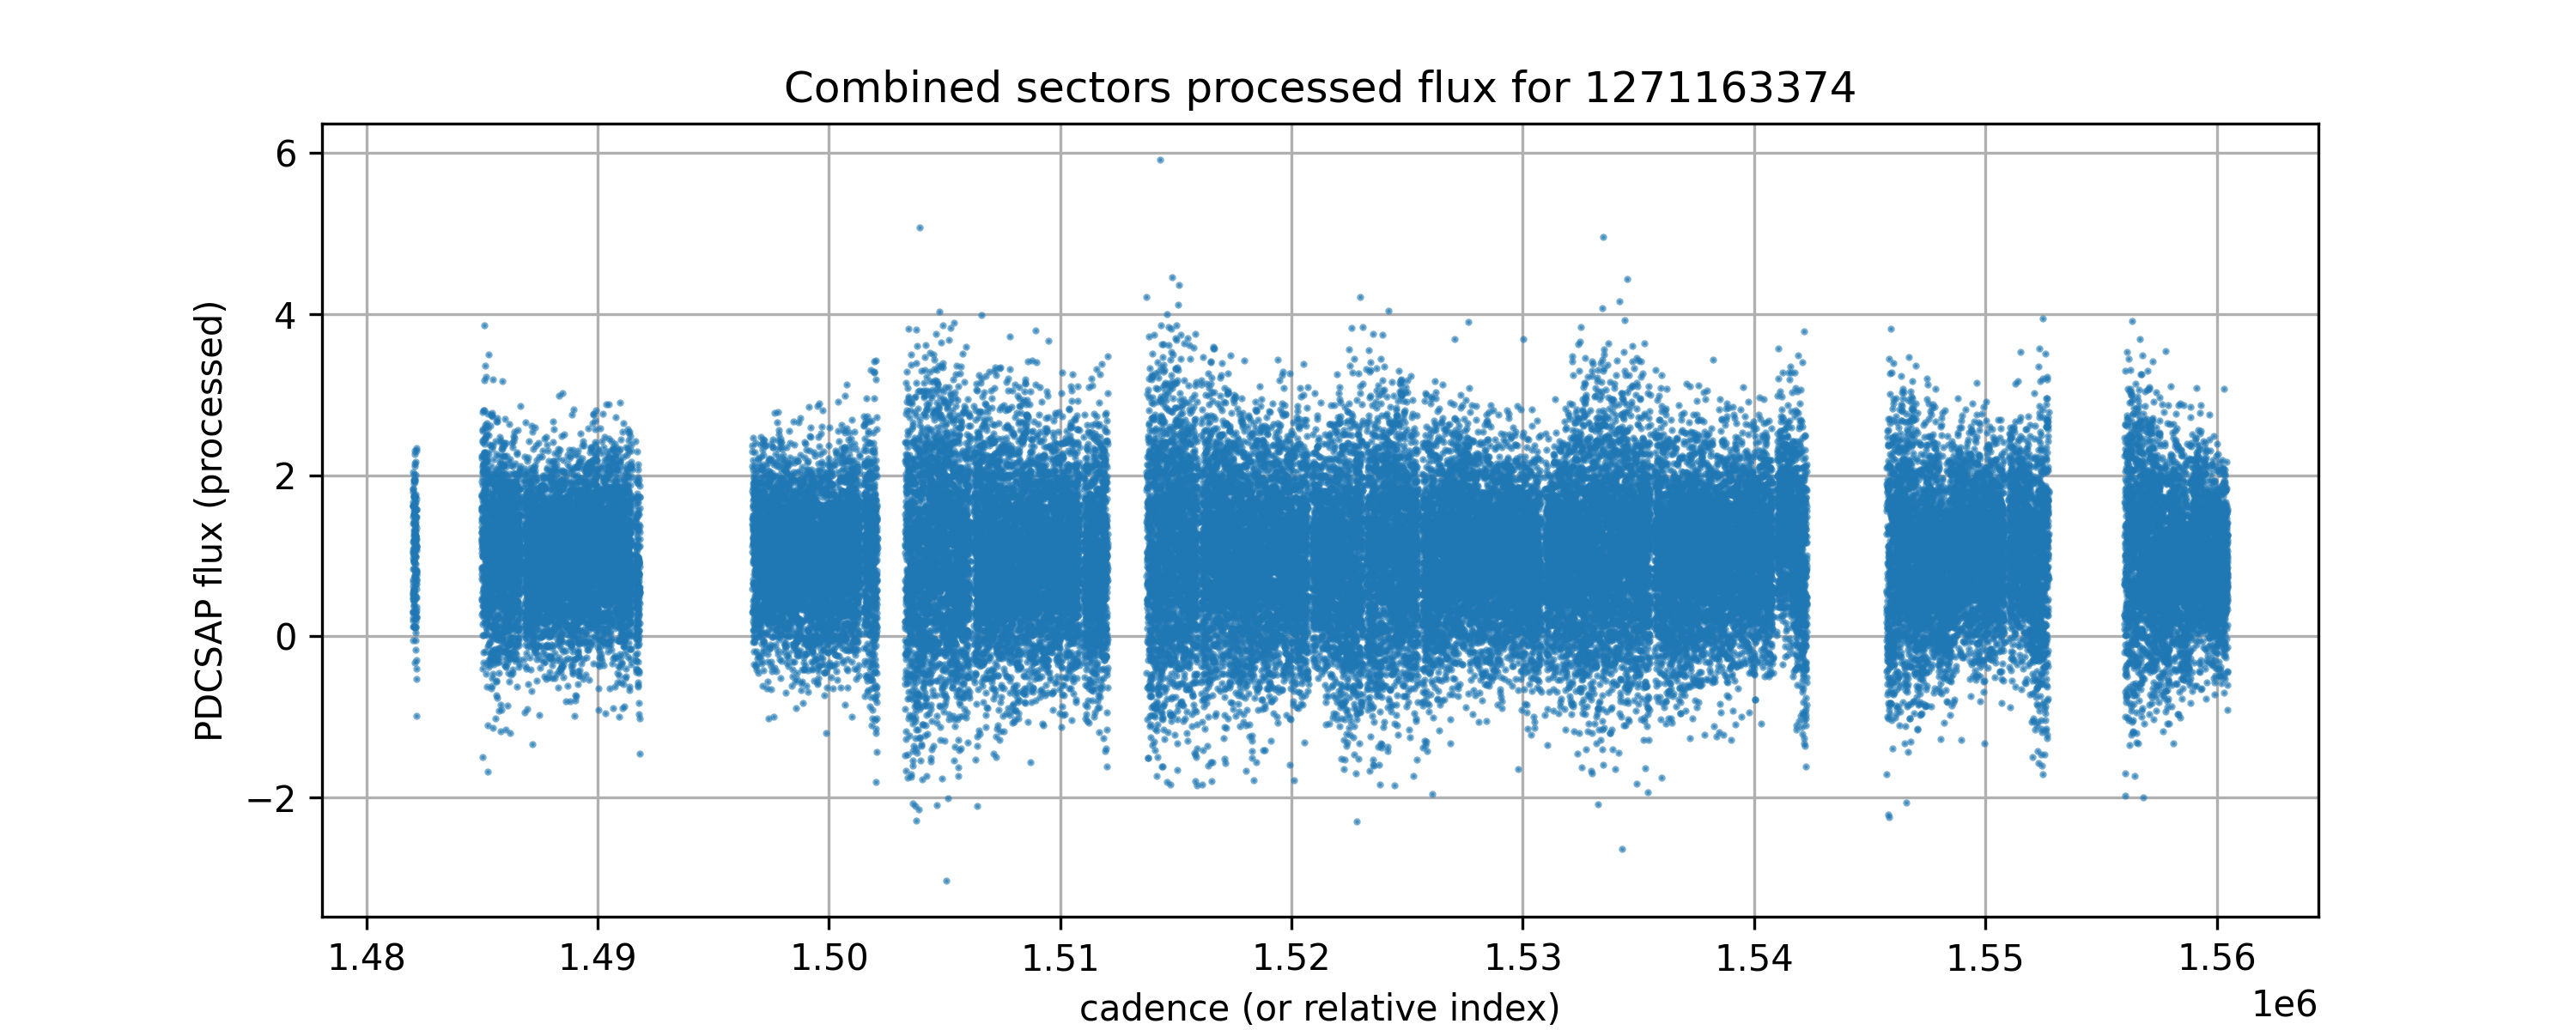 Combined sectors processed flux for 1271163374
PDCSAP flux (processed)
6
4
2
0
−2
1.48 1.49 1.50 1.51 1.52 1.53 1.54 1.55 1.56
1e6
cadence (or relative index)